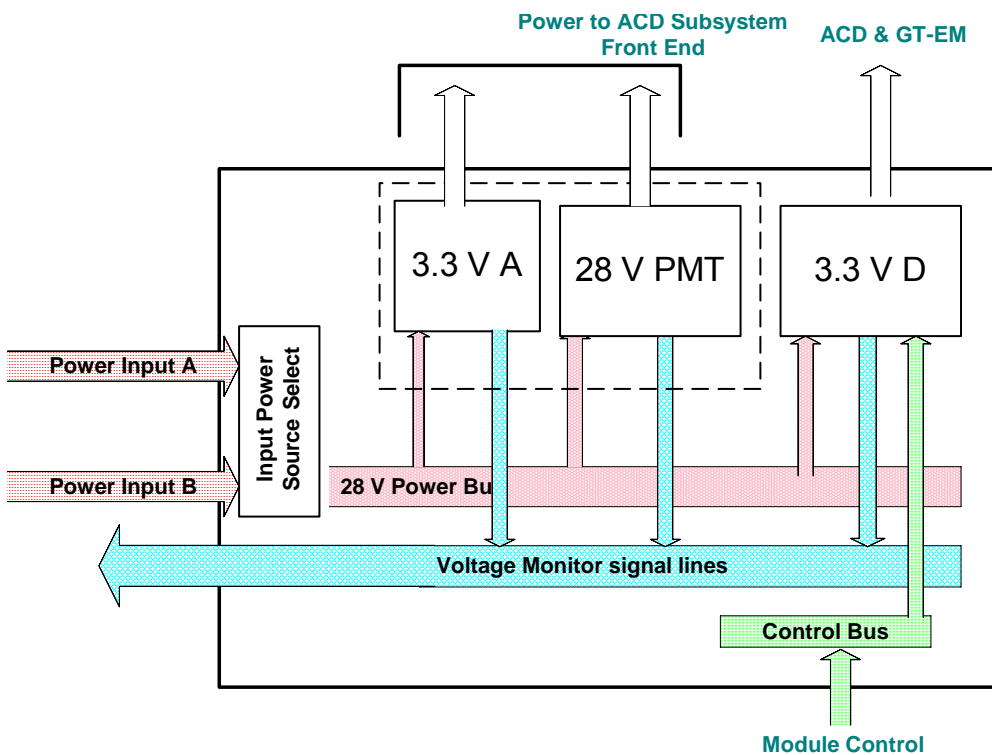 Power to ACD Subsystem
Front End
ACD & GT-EM
3.3 V A
28 V PMT
3.3 V D
Power Input A
Input Power
Source Select
Power Input B
28 V Power Bu
Voltage Monitor signal lines
Control Bus
Module Control